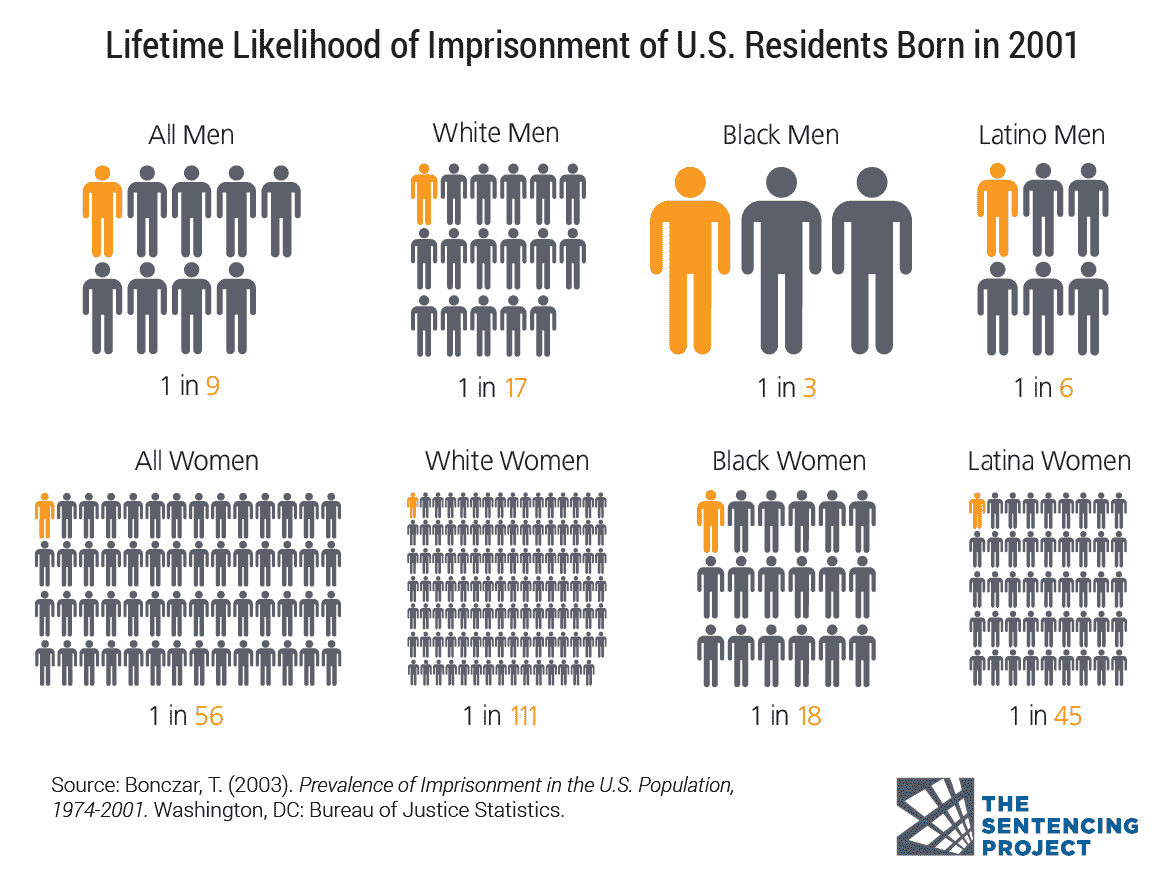 Lifetime Likelihood of Imprisonment of U.S. Residents Born in 2001
All Men
White Men
Black Men
Latino Men
1 in 9
1 in 17
1 in 3
1 in 6
All Women
White Women
Black Women
Latina Women
1 in 56
1 in 111
1 in 18
1 in 45
Source: Bonczar, T. (2003). Prevalence of Imprisonment in the U.S. Population,
1974-2001. Washington, DC: Bureau of Justice Statistics.
THE
SENTENCING
PROJECT